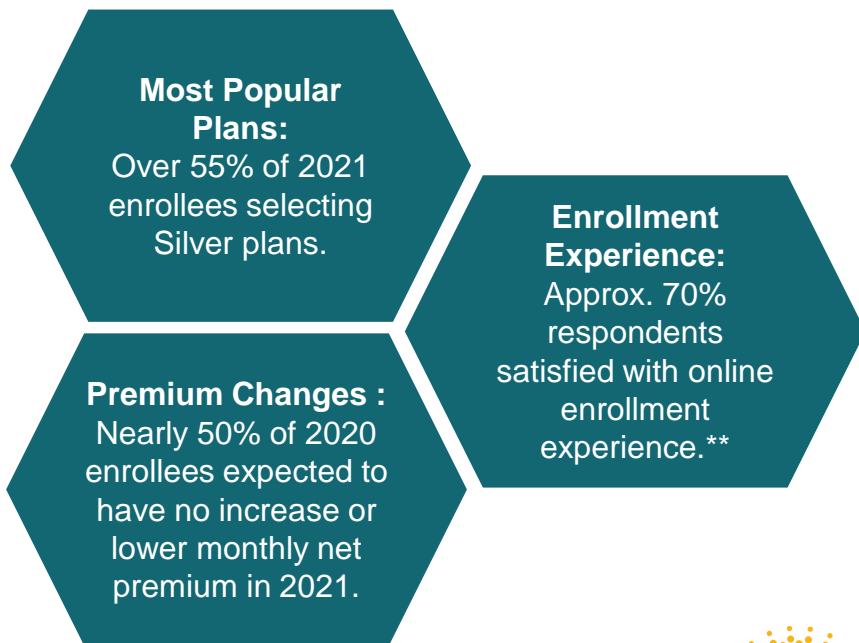 Most Popular
Plans:
Over 55% of 2021
enrollees selecting
Silver plans.
Enrollment
Experience:
Approx. 70%
respondents
satisfied with online
enrollment
experience.**
Premium Changes :
Nearly 50% of 2020
enrollees expected to
have no increase or
lower monthly net
premium in 2021.